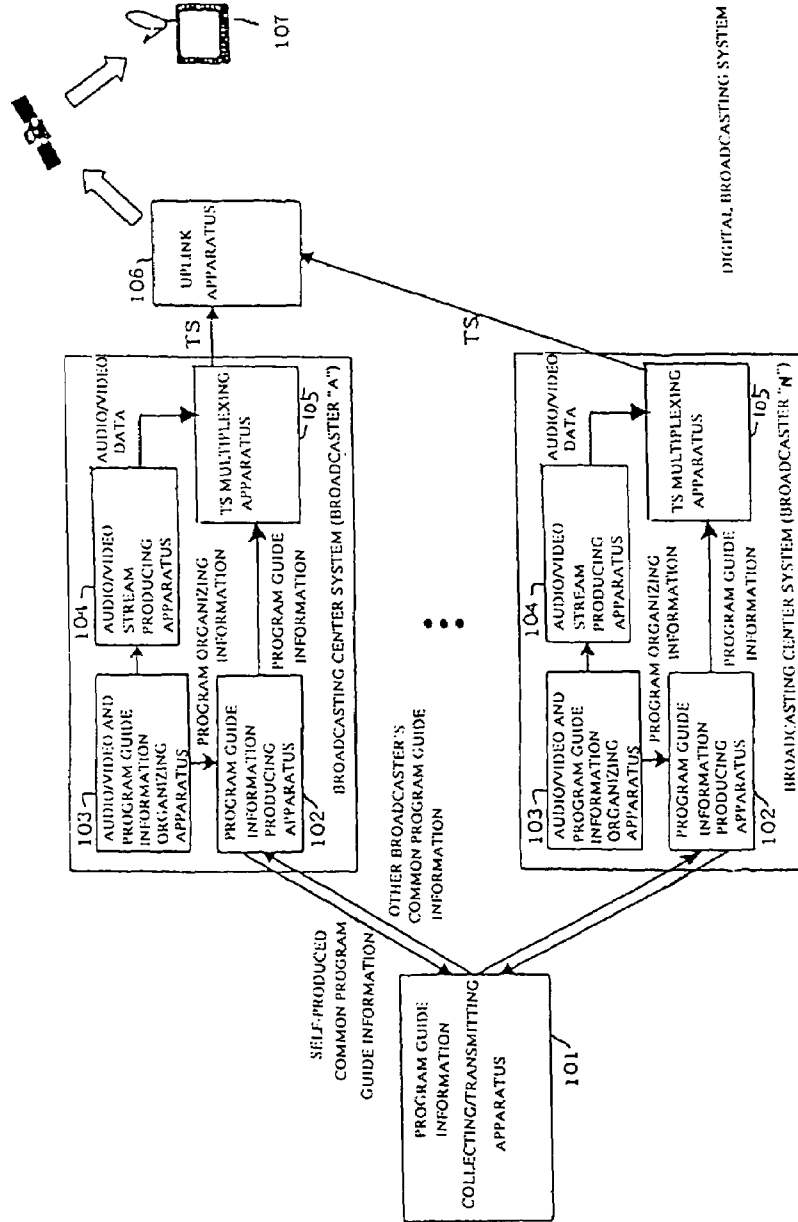 107
106
UPLINK
APPARATUS
DIGITAL BROADCASTING SYSTEM
TS
TS
AUDIO/VIDEO
DATA
104
AUDIO/VIDEO
STREAM
PRODUCING
APPARATUS
TS MULTIPLEXING
APPARATUS
105
103
AUDIO/VIDEO AND
PROGRAM GUIDE
INFORMATION
ORGANIZING
APPARATUS
PROGRAM ORGANIZING
INFORMATION
PROGRAM GUIDE
INFORMATION
PROGRAM GUIDE
INFORMATION
PRODUCING
APPARATUS
102
BROADCASTING CENTER SYSTEM (BROADCASTER "A")
AUDIO/VIDEO
DATA
104
AUDIO/VIDEO
STREAM
PRODUCING
APPARATUS
TS MULTIPLEXING
APPARATUS
105
103
AUDIO/VIDEO AND
PROGRAM GUIDE
INFORMATION
ORGANIZING
APPARATUS
PROGRAM ORGANIZING
INFORMATION
PROGRAM GUIDE
INFORMATION
PROGRAM GUIDE
INFORMATION
PRODUCING
APPARATUS
102
BROADCASTING CENTER SYSTEM (BROADCASTER "N")
SELF-PRODUCED
COMMON PROGRAM
GUIDE INFORMATION
OTHER BROADCASTER'S
COMMON PROGRAM GUIDE
INFORMATION
PROGRAM GUIDE
INFORMATION
COLLECTING/TRANSMITTING
APPARATUS
101